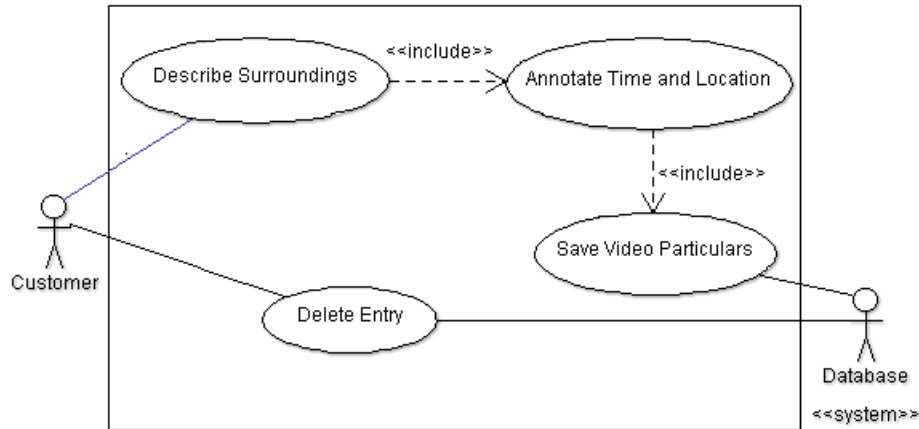 <<include>>
Describe Surroundings
Annotate Time and Location
<<include>>
Save Video Particulars
Customer
Delete Entry
Database
<<system>>